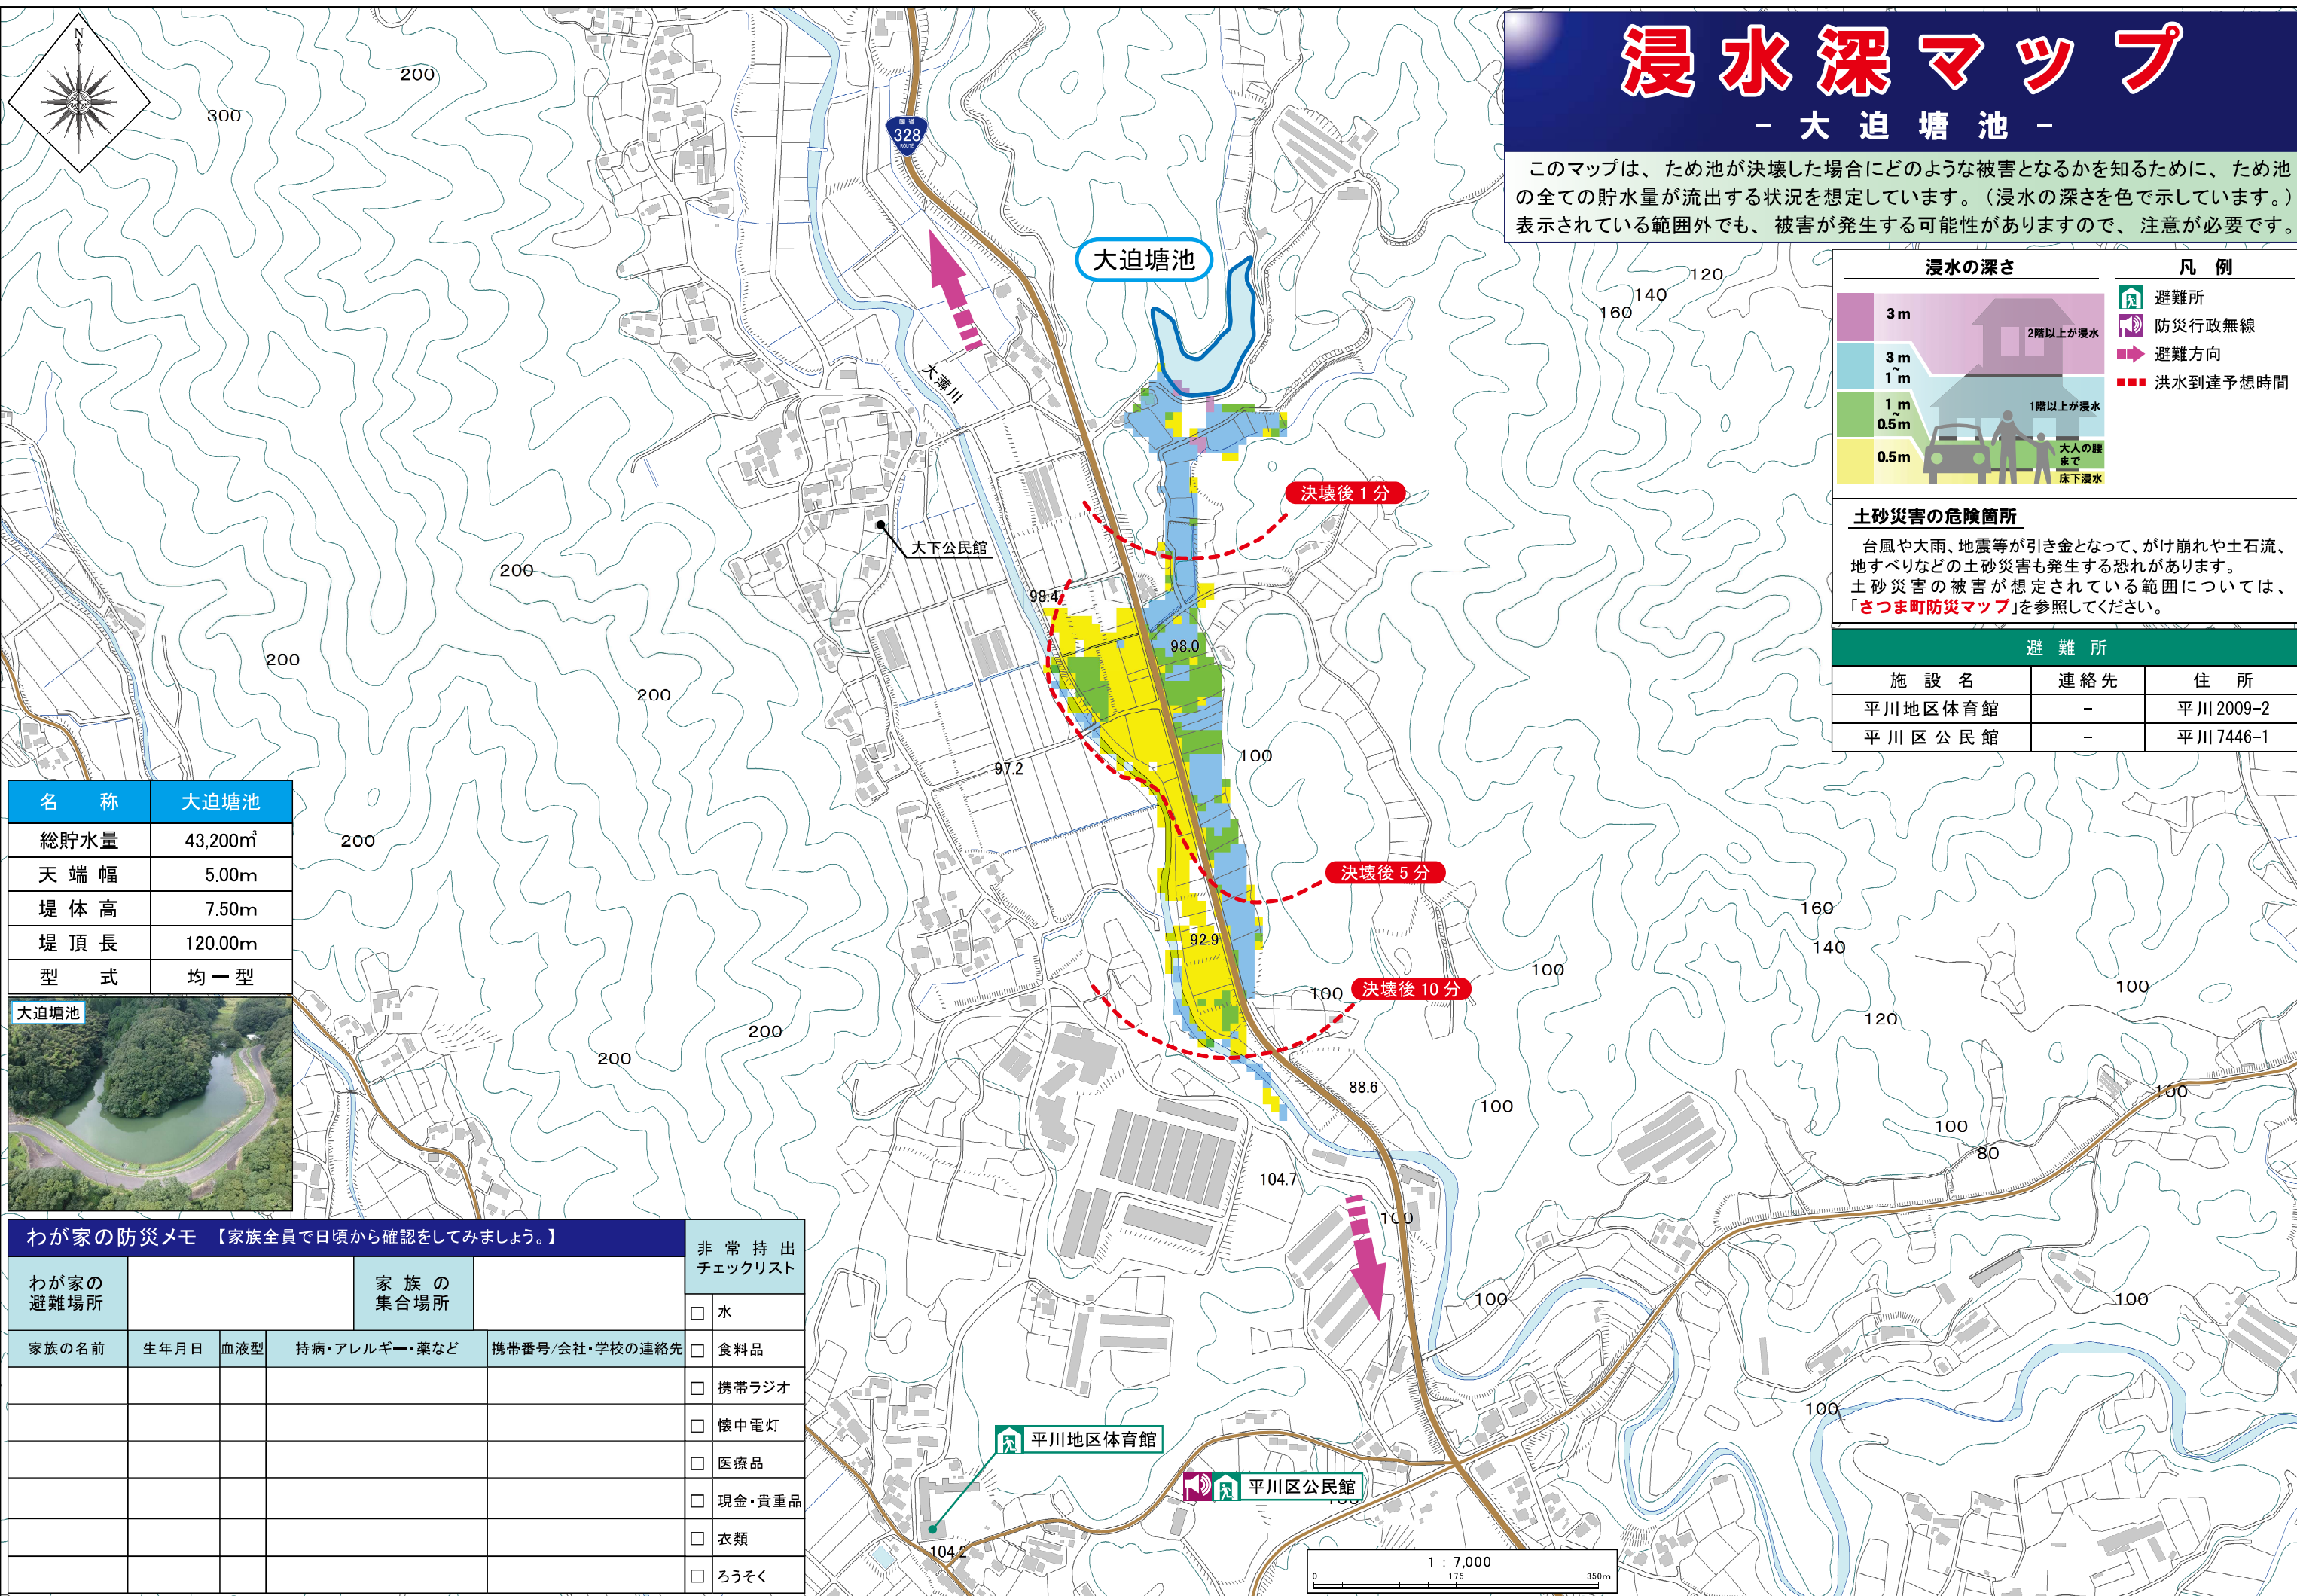 浸水深マップ
-大迫塘池-
このマップは、ため池が決壊した場合にどのような被害となるかを知るために、ため池
の全ての貯水量が流出する状況を想定しています。（浸水の深さを色で示しています。）
表示されている範囲外でも、被害が発生する可能性がありますので、注意が必要です。
浸水の深さ
3m
2階以上が浸水
3m
~
1m
1階以上が浸水
1m
~
0.5m
大人の腰
まで
0.5m
床下浸水
凡 例
避難所
防災行政無線
避難方向
洪水到達予想時間
土砂災害の危険箇所
台風や大雨、地震等が引き金となって、がけ崩れや土石流、
地すべりなどの土砂災害も発生する恐れがあります。
土砂災害の被害が想定されている範囲については、
「さつま町防災マップ」を参照してください。
避 難 所
施 設 名 連絡先 住 所
平川地区体育館 - 平川2009-2
平川区公民館 - 平川7446-1
N
300
200
国道
328
ROUTE
大迫塘池
120
140
160
大薄川
決壊後1分
大下公民館
200
98.4
98.0
200
200
100
97.2
200
決壊後5分
160
92.9
140
100
100
決壊後10分
100
120
200
200
88.6
100
100
100
80
104.7
100
100
100
100
名 称 大迫塘池
総貯水量 43,200㎥
天端幅 5.00m
堤体高 7.50m
堤頂長 120.00m
型 式 均一型
大迫塘池
わが家の防災メモ 【家族全員で日頃から確認をしてみましょう。】
わが家の
避難場所
家族の
集合場所
家族の名前 生年月日 血液型 持病・アレルギー・薬など 携帯番号/会社・学校の連絡先
非常持出
チェックリスト
□ 水
□ 食料品
□ 携帯ラジオ
□ 懐中電灯
□ 医療品
□ 現金・貴重品
□ 衣類
□ ろうそく
平川地区体育館
平川区公民館
104.2
1：7,000
0 175 350m